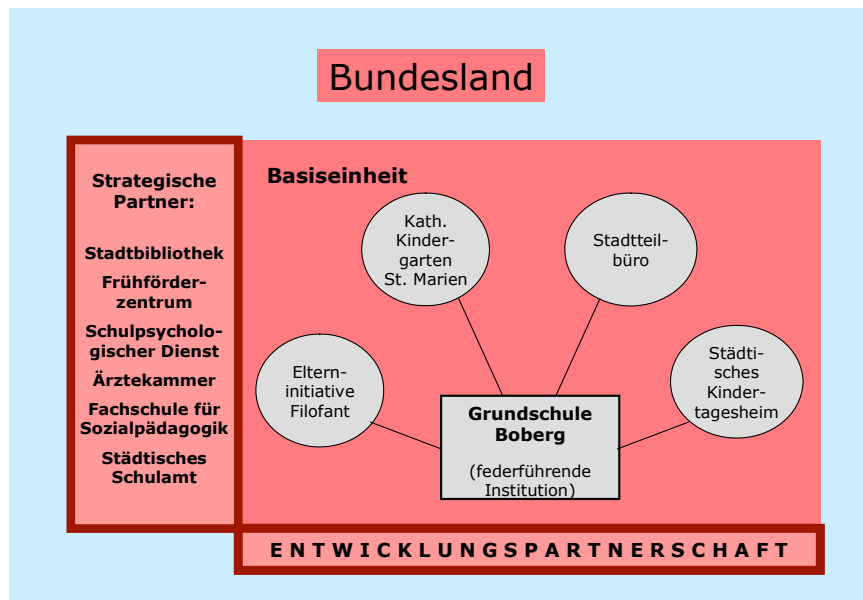 Bundesland
Strategische
Partner:
Stadtbibliothek
Frühförder-
zentrum
Schulpsycholo-
gischer Dienst
Ärztekammer
Fachschule für
Sozialpädagogik
Städtisches
Schulamt
Basiseinheit
Kath.
Kinder-
garten
St. Marien
Stadtteil-
büro
Eltern-
initiative
Filofant
Städti-
sches
Kinder-
tagesheim
Grundschule
Boberg
(federführende
Institution)
ENTWICKLUNGSPARTNERSCHAFT